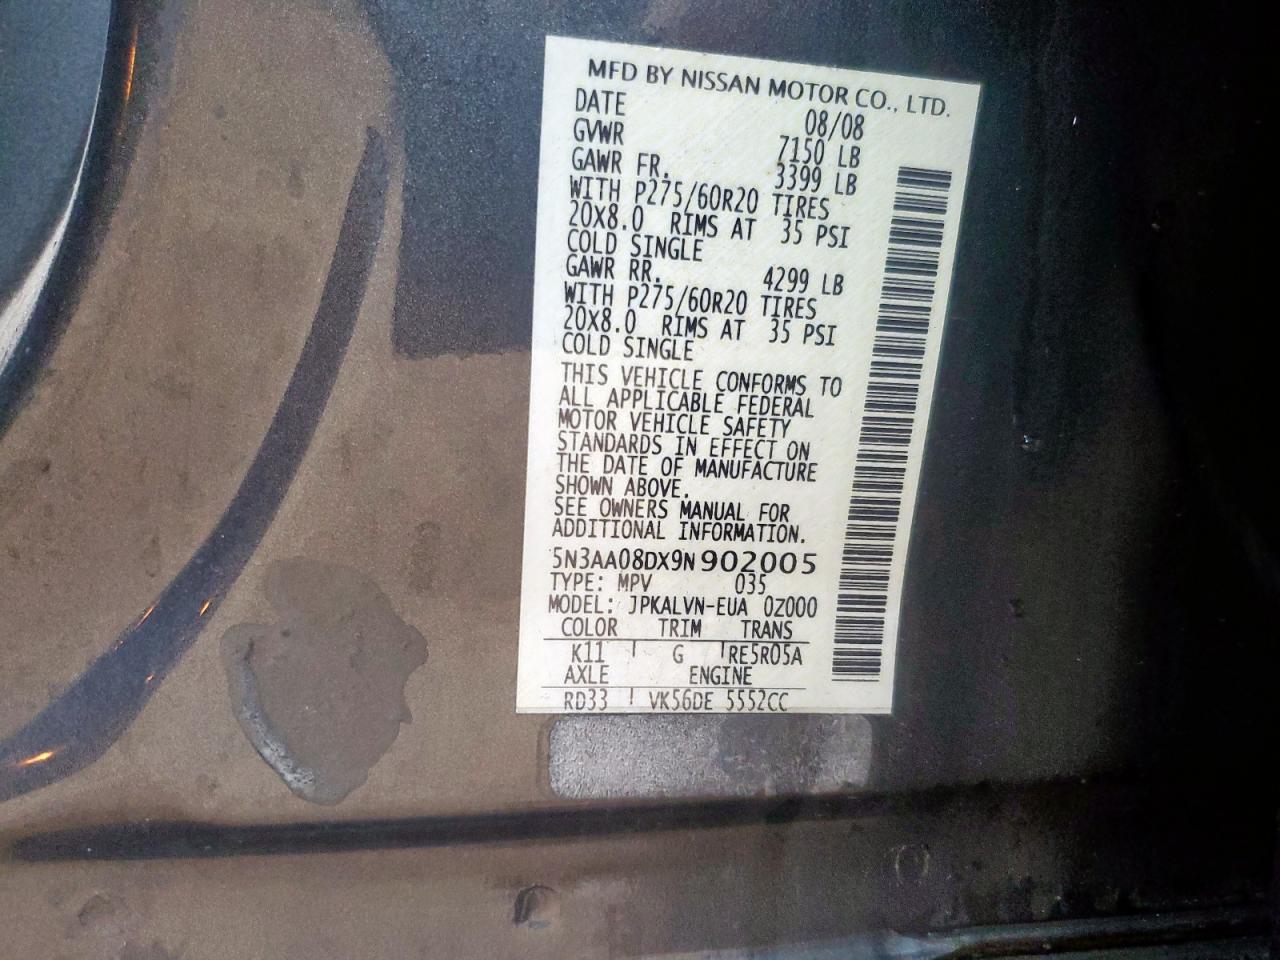 MFD BY NISSAN MOTOR CO., LTD.
DATE 08/08
GVWR 7150 LB
GAWR FR. 3399 LB
WITH P275/60R20 TIRES
20X8.0 RIMS AT 35 PSI
COLD SINGLE
GAWR RR. 4299 LB
WITH P275/60R20 TIRES
20X8.0 RIMS AT 35 PSI
COLD SINGLE
THIS VEHICLE CONFORMS TO
ALL APPLICABLE FEDERAL
MOTOR VEHICLE SAFETY
STANDARDS IN EFFECT ON
THE DATE OF MANUFACTURE
SHOWN ABOVE.
SEE OWNERS MANUAL FOR
ADDITIONAL INFORMATION.
5N3AA08DX9N902005
TYPE: MPV 035
MODEL: JPKALVN-EUA 0Z000
COLOR TRIM TRANS
K11 G RE5R05A
AXLE ENGINE
RD33 VK56DE 5552CC